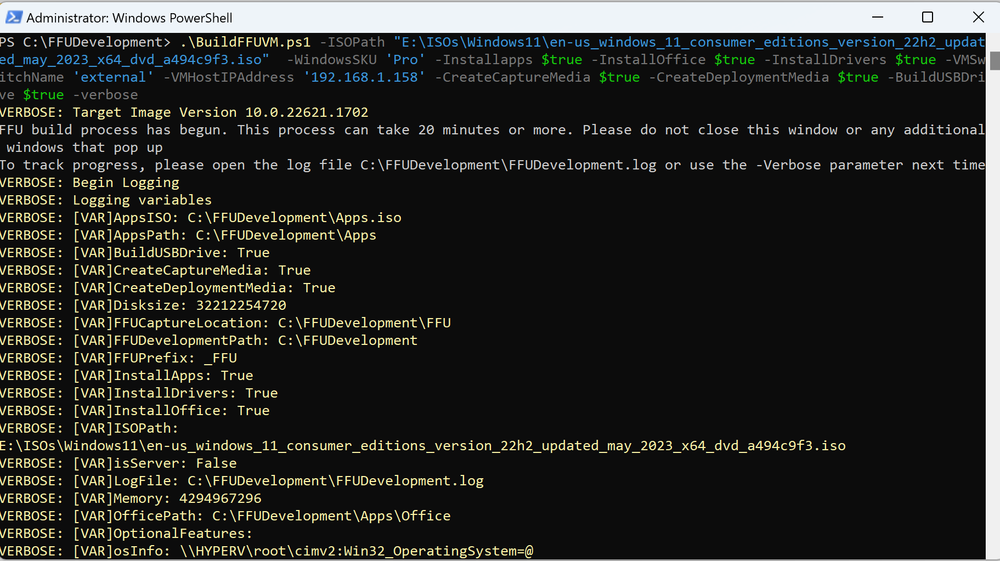 Administrator: Windows PowerShell
PS C:\FFUDevelopment> .\BuildFFUVM.ps1 -ISOPath "E:\ISOs\Windows11\en-us_windows_11_consumer_editions_version_22h2_updat
ed_may_2023_x64_dvd_a494c9f3.iso"  -WindowsSKU 'Pro' -Installapps $true -InstallOffice $true -InstallDrivers $true -VMSw
itchName 'external' -VMHostIPAddress '192.168.1.158' -CreateCaptureMedia $true -CreateDeploymentMedia $true -BuildUSBDri
ve $true -verbose
VERBOSE: Target Image Version 10.0.22621.1702
FFU build process has begun. This process can take 20 minutes or more. Please do not close this window or any additional
 windows that pop up
To track progress, please open the log file C:\FFUDevelopment\FFUDevelopment.log or use the -Verbose parameter next time
VERBOSE: Begin Logging
VERBOSE: Logging variables
VERBOSE: [VAR]AppsISO: C:\FFUDevelopment\Apps.iso
VERBOSE: [VAR]AppsPath: C:\FFUDevelopment\Apps
VERBOSE: [VAR]BuildUSBDrive: True
VERBOSE: [VAR]CreateCaptureMedia: True
VERBOSE: [VAR]CreateDeploymentMedia: True
VERBOSE: [VAR]Disksize: 32212254720
VERBOSE: [VAR]FFUCaptureLocation: C:\FFUDevelopment\FFU
VERBOSE: [VAR]FFUDevelopmentPath: C:\FFUDevelopment
VERBOSE: [VAR]FFUPrefix: _FFU
VERBOSE: [VAR]InstallApps: True
VERBOSE: [VAR]InstallDrivers: True
VERBOSE: [VAR]InstallOffice: True
VERBOSE: [VAR]ISOPath:
E:\ISOs\Windows11\en-us_windows_11_consumer_editions_version_22h2_updated_may_2023_x64_dvd_a494c9f3.iso
VERBOSE: [VAR]isServer: False
VERBOSE: [VAR]LogFile: C:\FFUDevelopment\FFUDevelopment.log
VERBOSE: [VAR]Memory: 4294967296
VERBOSE: [VAR]OfficePath: C:\FFUDevelopment\Apps\Office
VERBOSE: [VAR]OptionalFeatures:
VERBOSE: [VAR]osInfo: \\HYPERV\root\cimv2:Win32_OperatingSystem=@